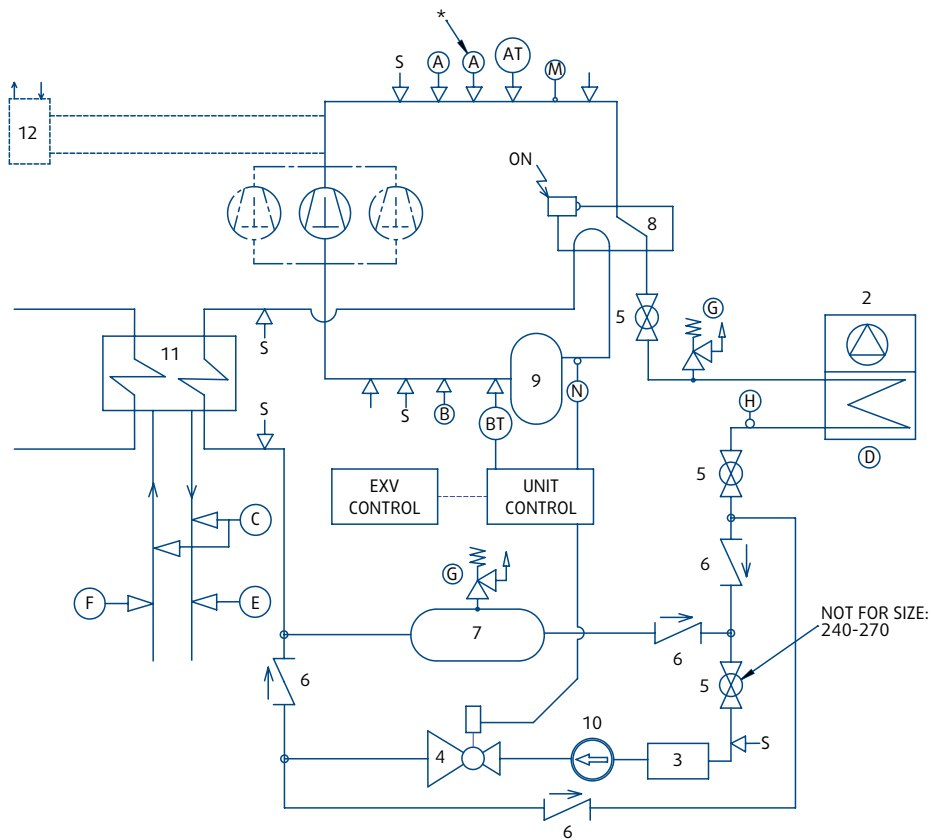 *
S
A
A
AT
M
12
ON
8
2
5
G
11
S
9
H
N
S
S
B
BT
5
D
EXV
CONTROL
UNIT
CONTROL
C
G
6
F
E
NOT FOR SIZE:
240-270
7
6
6
5
10
S
4
3
6